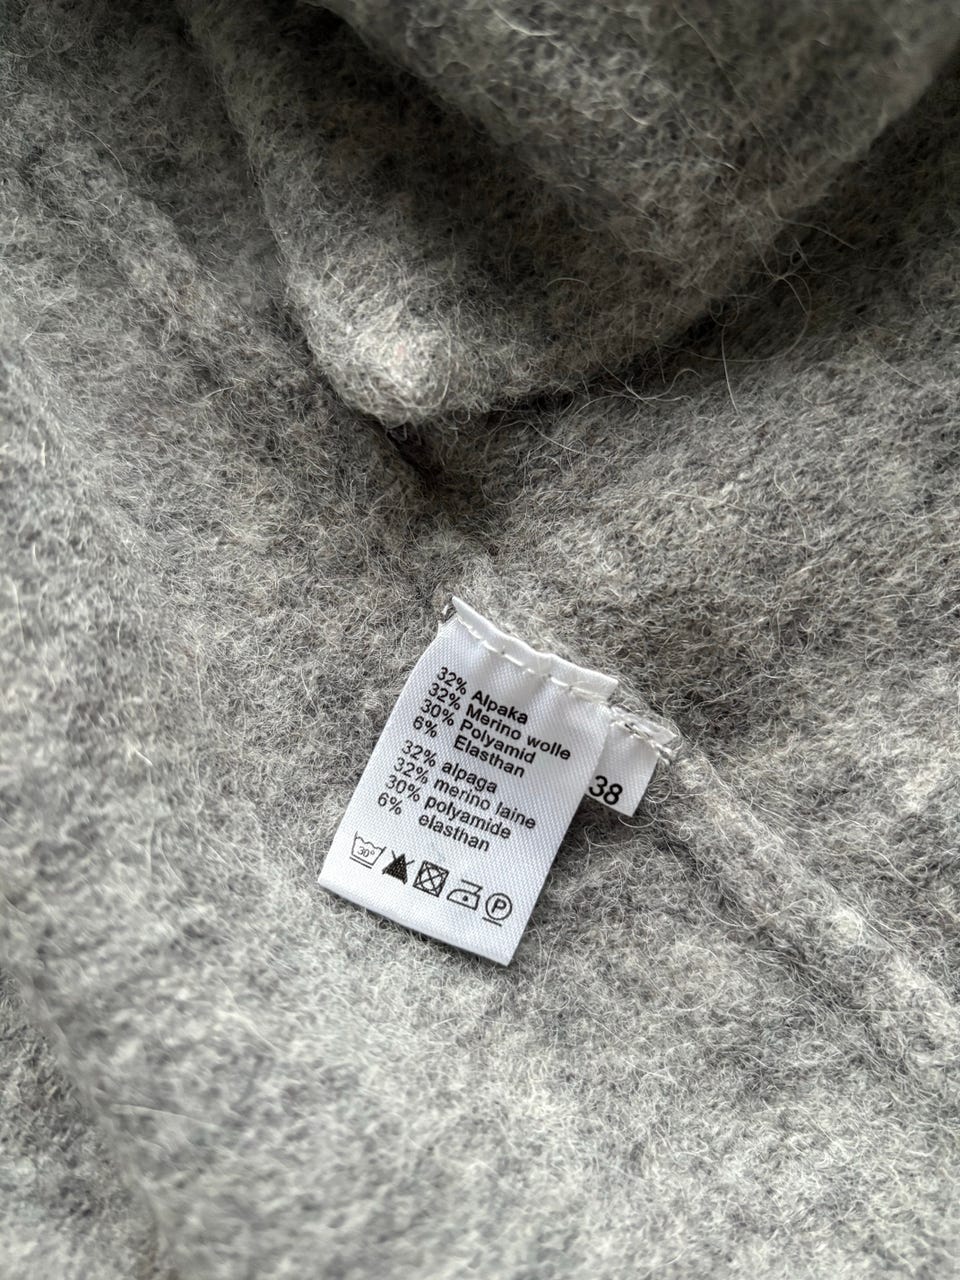 32% Alpaka
32% Merino wolle
30% Polyamid
6% Elasthan
32% alpaga
32% merino laine
30% polyamide
6% elasthan
30°
P
38